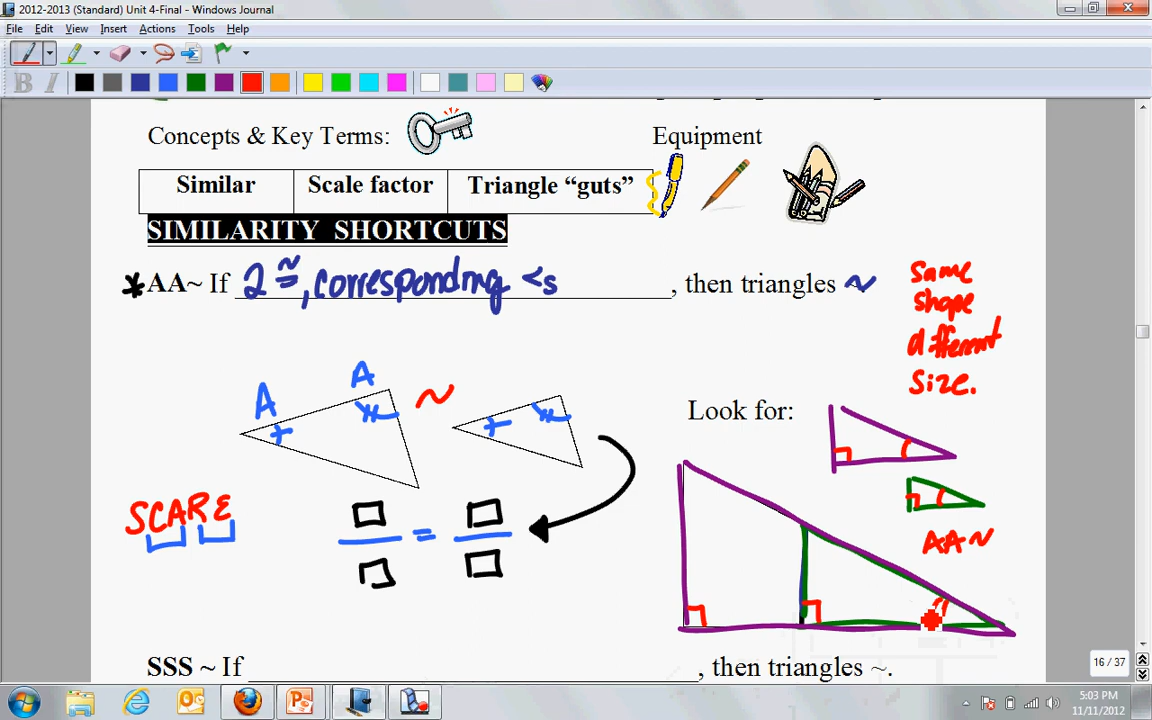 2012-2013 (Standard) Unit 4-Final - Windows Journal
File Edit View Insert Actions Tools Help
B I
Concepts & Key Terms: Equipment
Similar Scale factor Triangle “guts”
SIMILARITY SHORTCUTS
*AA~ If 2 ≅, corresponding <s, then triangles ~
Same
shape
different
size.
A A ~
Look for:
SCARE
□/□ = □/□
AA~
SSS ~ If ____, then triangles ~.
16 / 37
5:03 PM
11/11/2012